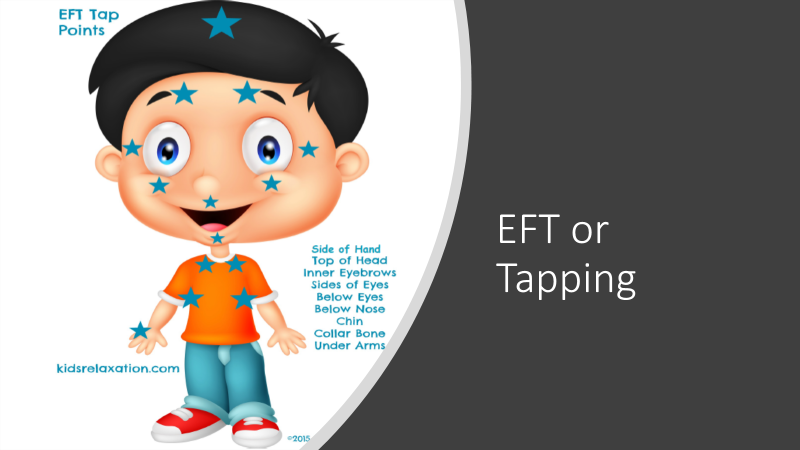 EFT Tap
Points
Side of Hand
Top of Head
Inner Eyebrows
Sides of Eyes
Below Eyes
Below Nose
Chin
Collar Bone
Under Arms
kidsrelaxation.com
©2015
EFT or
Tapping